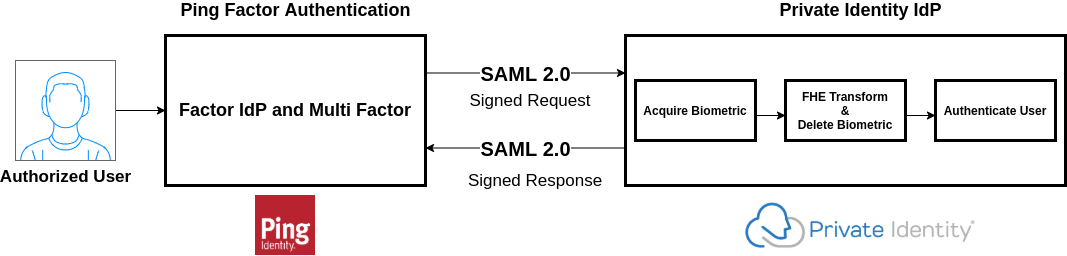 Ping Factor Authentication
Private Identity IdP
Authorized User
Factor IdP and Multi Factor
SAML 2.0
Signed Request
SAML 2.0
Signed Response
Acquire Biometric
FHE Transform
&
Delete Biometric
Authenticate User
Ping
Identity.
Private Identity